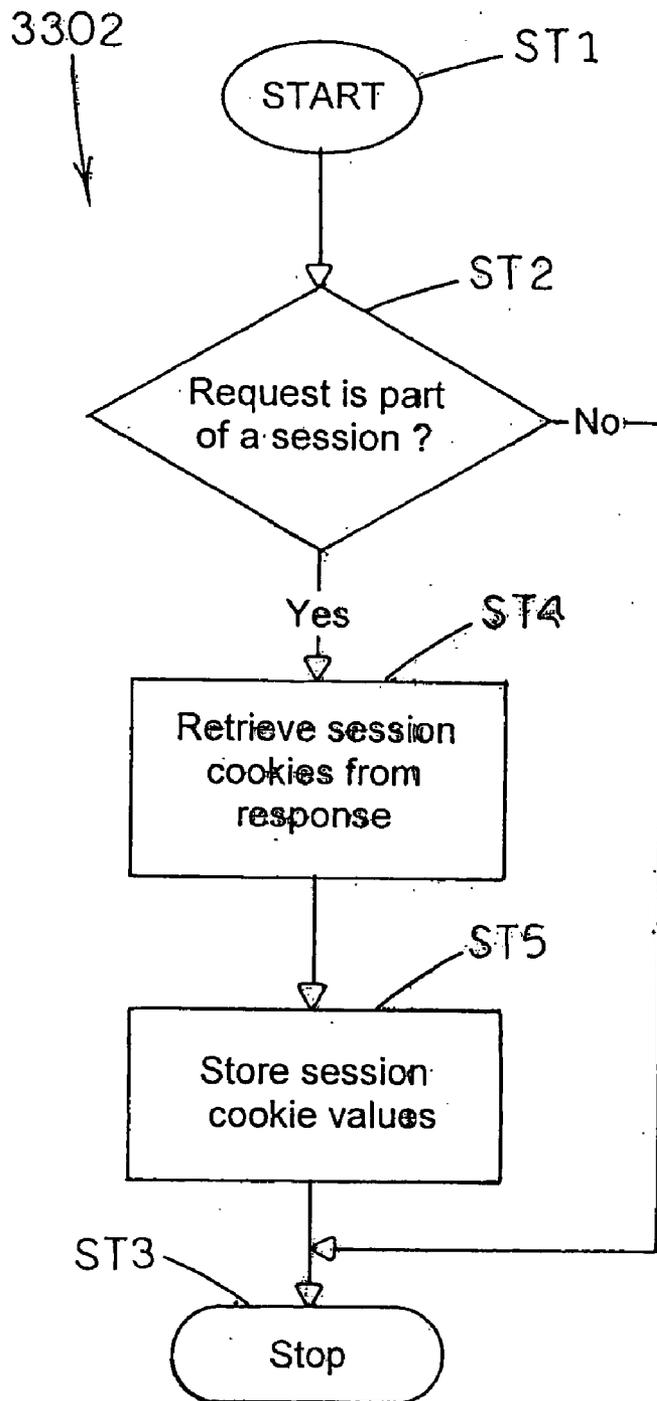 3302
ST1
START
ST2
Request is part
of a session ?
No
Yes
ST4
Retrieve session
cookies from
response
ST5
Store session
cookie values
ST3
Stop